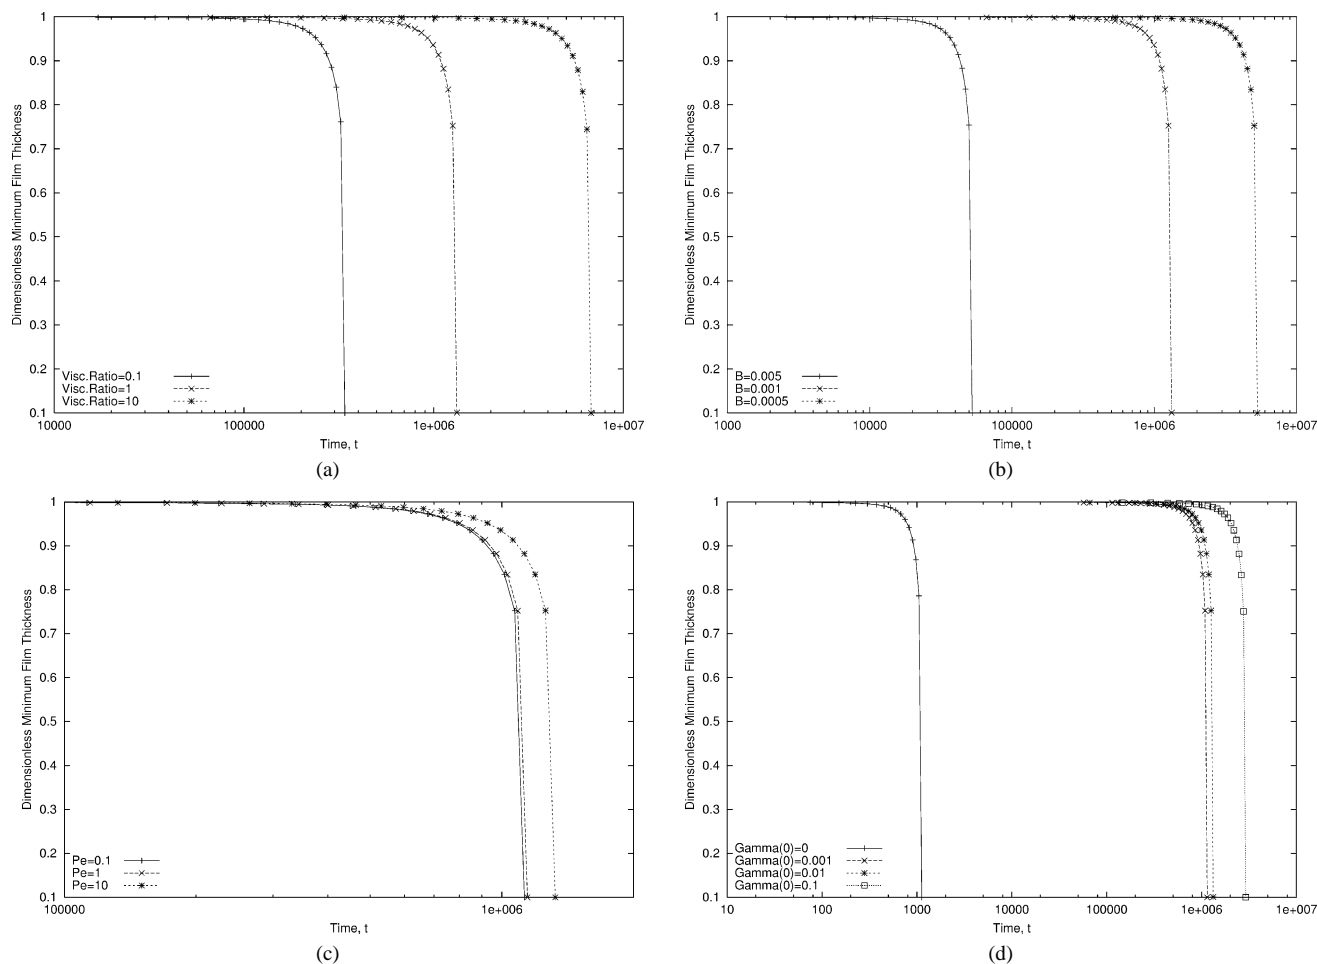 Dimensionless Minimum Film Thickness
1
0.9
0.8
0.7
0.6
0.5
0.4
0.3
0.2
0.1
Visc.Ratio=0.1
Visc.Ratio=1
Visc.Ratio=10
10000 100000 1e+006 1e+007
Time, t
(a)
Dimensionless Minimum Film Thickness
1
0.9
0.8
0.7
0.6
0.5
0.4
0.3
0.2
0.1
B=0.005
B=0.001
B=0.0005
1000 10000 100000 1e+006 1e+007
Time, t
(b)
Dimensionless Minimum Film Thickness
1
0.9
0.8
0.7
0.6
0.5
0.4
0.3
0.2
0.1
Pe=0.1
Pe=1
Pe=10
100000 1e+006
Time, t
(c)
Dimensionless Minimum Film Thickness
1
0.9
0.8
0.7
0.6
0.5
0.4
0.3
0.2
0.1
Gamma(0)=0
Gamma(0)=0.001
Gamma(0)=0.01
Gamma(0)=0.1
10 100 1000 10000 100000 1e+006 1e+007
Time, t
(d)